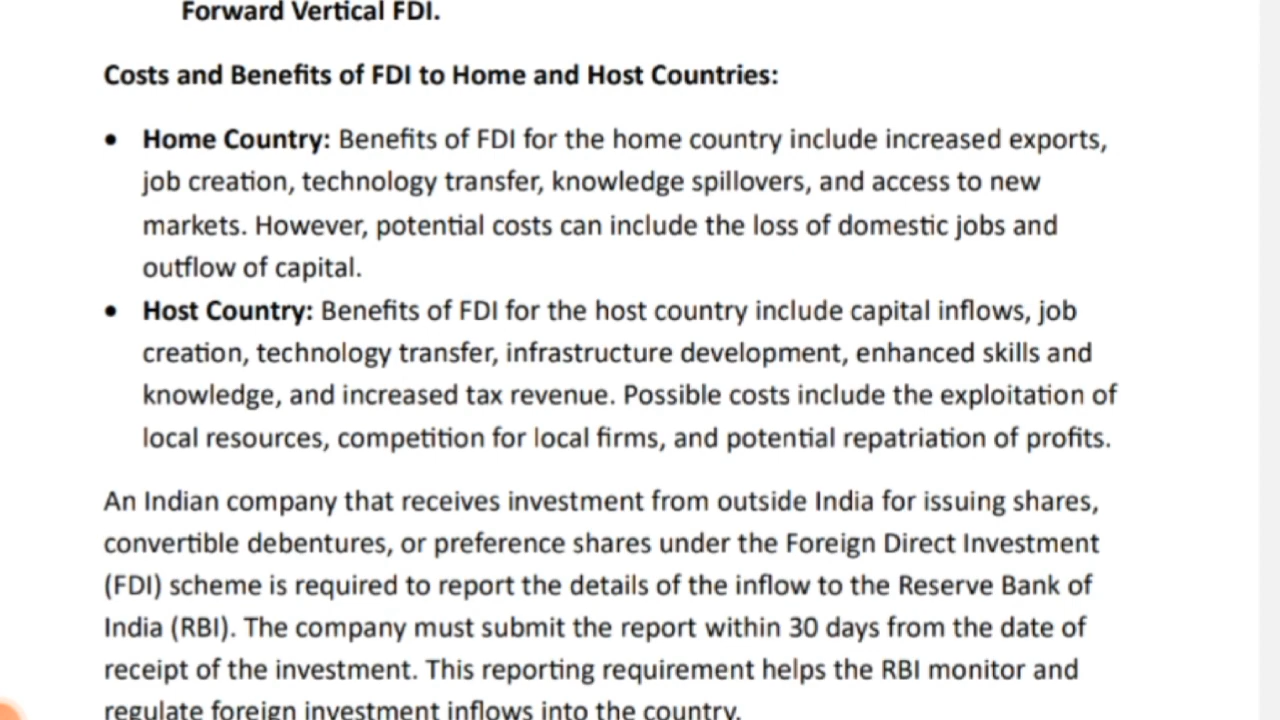 Forward Vertical FDI.
Costs and Benefits of FDI to Home and Host Countries:
• Home Country: Benefits of FDI for the home country include increased exports,
job creation, technology transfer, knowledge spillovers, and access to new
markets. However, potential costs can include the loss of domestic jobs and
outflow of capital.
• Host Country: Benefits of FDI for the host country include capital inflows, job
creation, technology transfer, infrastructure development, enhanced skills and
knowledge, and increased tax revenue. Possible costs include the exploitation of
local resources, competition for local firms, and potential repatriation of profits.
An Indian company that receives investment from outside India for issuing shares,
convertible debentures, or preference shares under the Foreign Direct Investment
(FDI) scheme is required to report the details of the inflow to the Reserve Bank of
India (RBI). The company must submit the report within 30 days from the date of
receipt of the investment. This reporting requirement helps the RBI monitor and
regulate foreign investment inflows into the country.